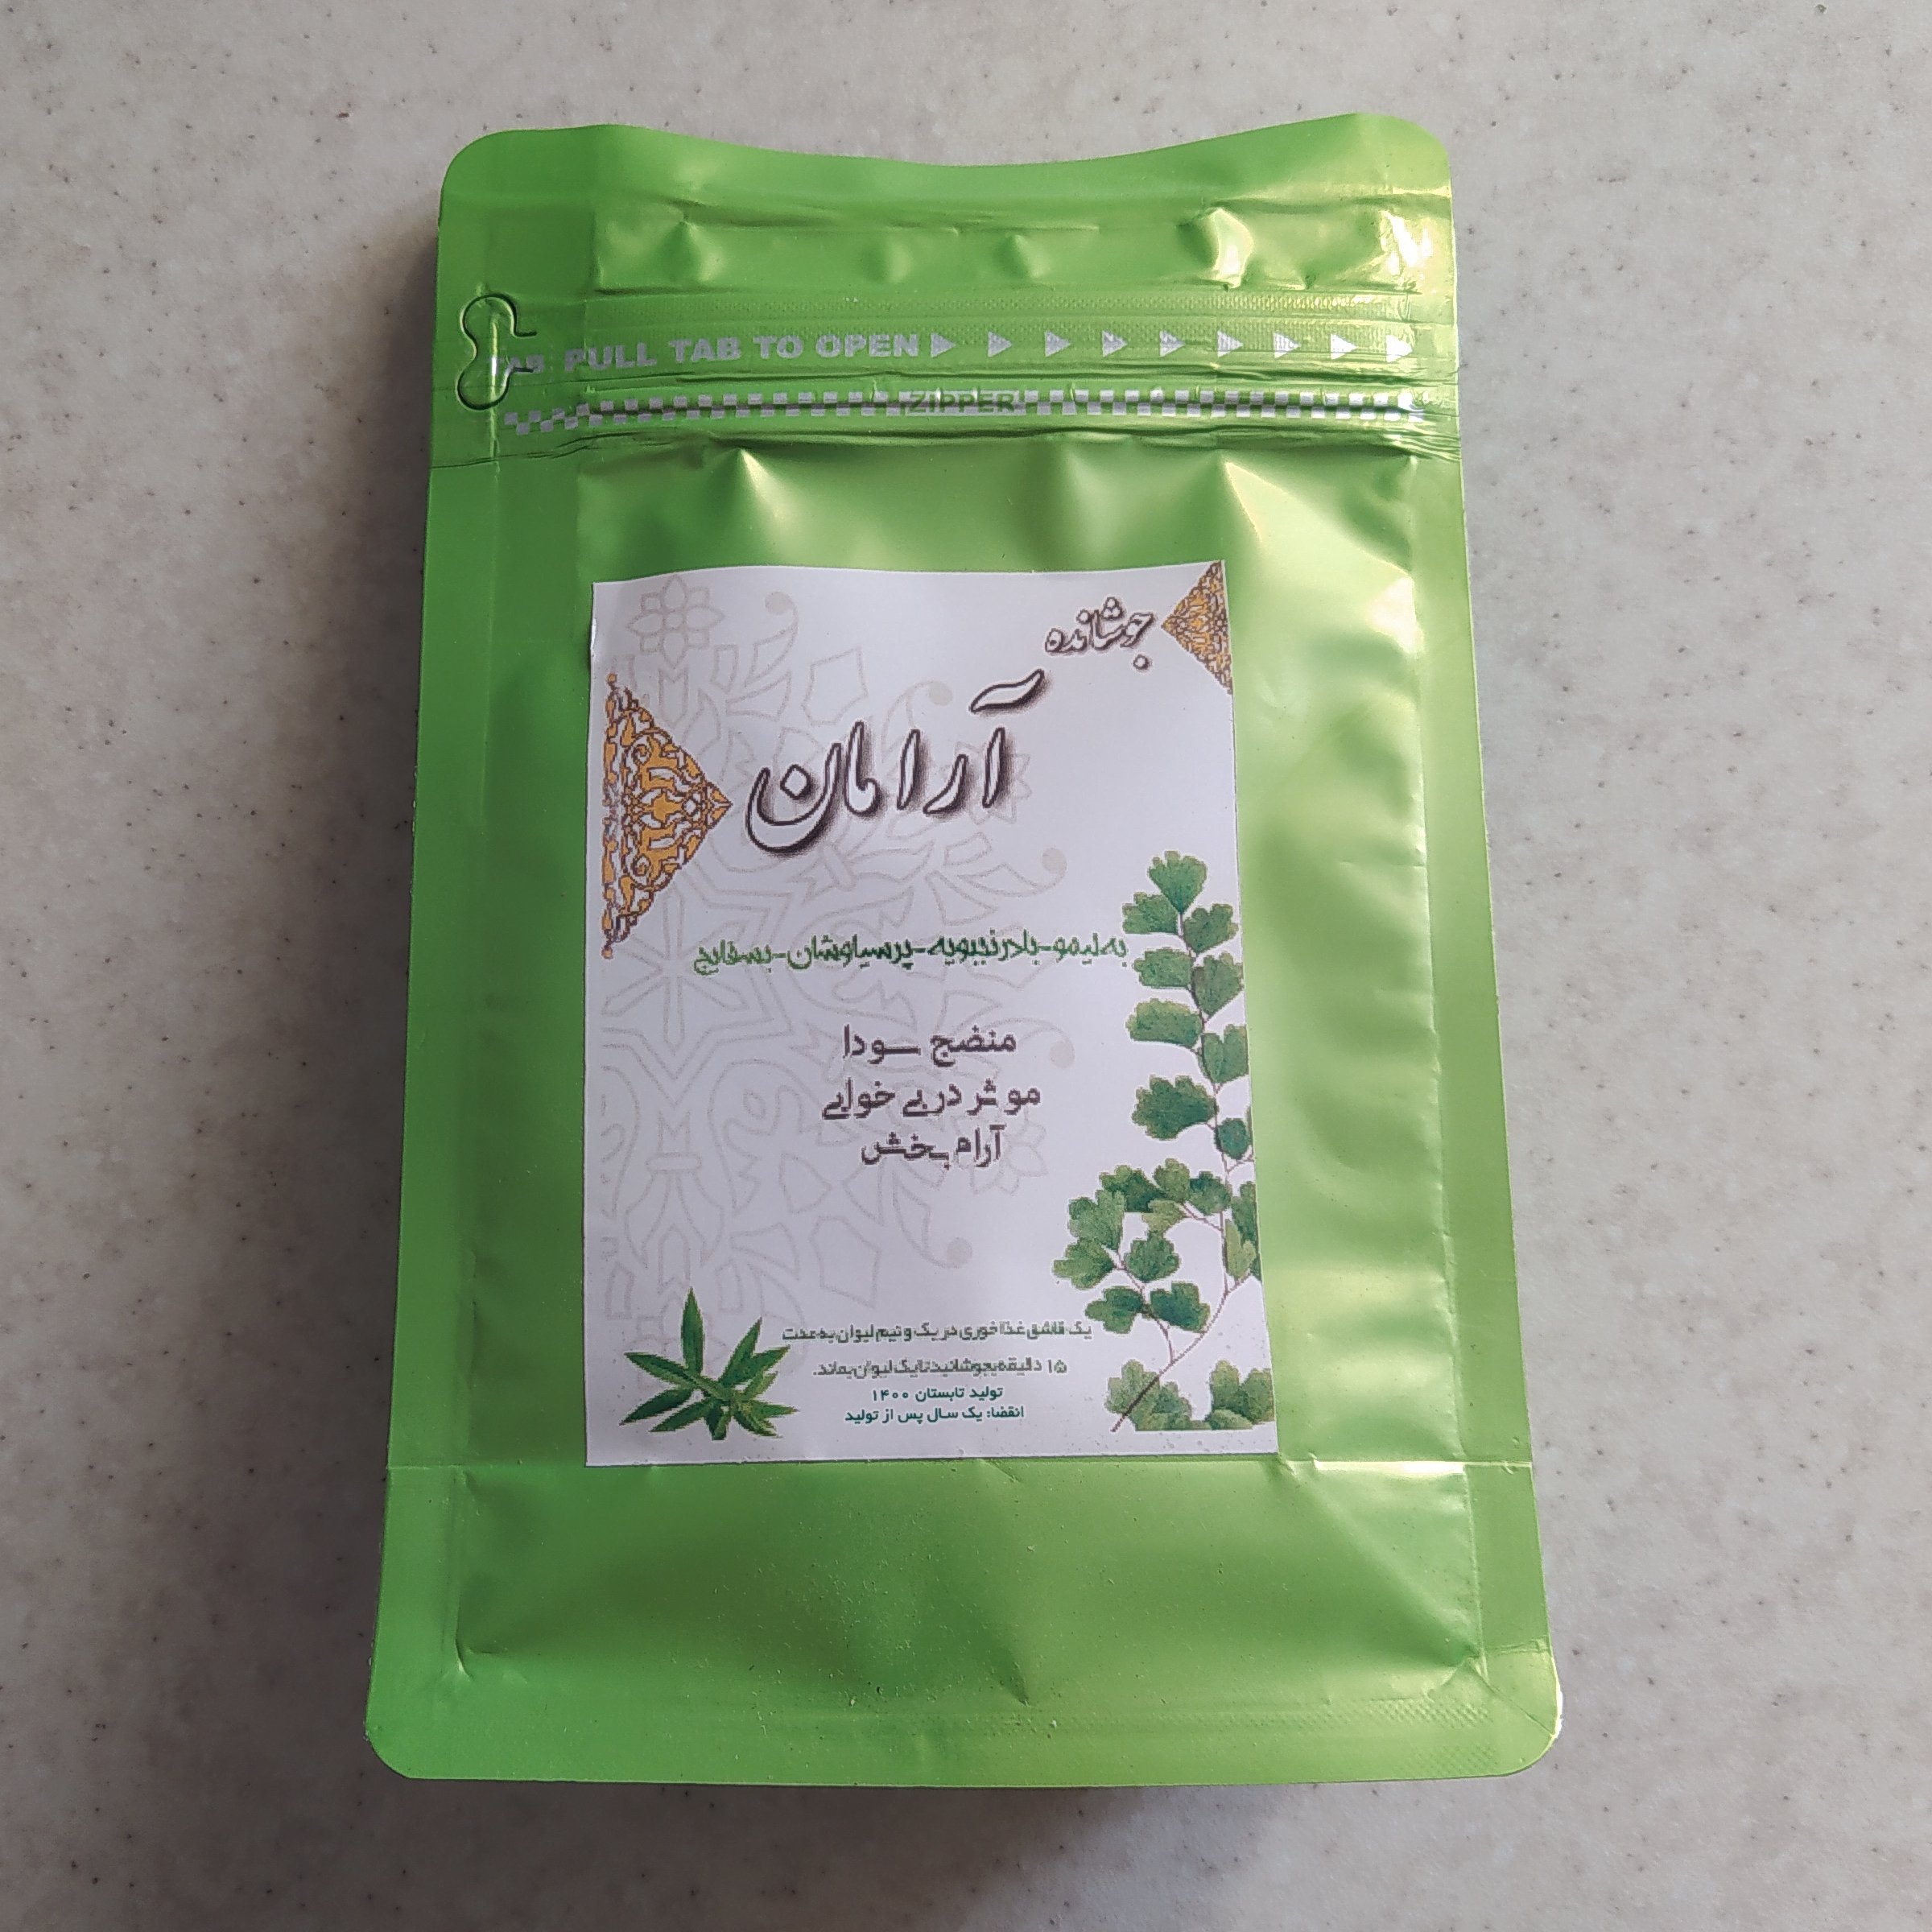 PULL TAB TO OPEN
ZIPPER
جوشانده
آرامان
به لیمو-بادرنجبویه-پرسیاوشان-بسفایج
منضج سودا
موثر در بی خوابی
آرام بخش
یک قاشق غذاخوری در یک و نیم لیوان به مدت
۱۵ دقیقه بجوشانید تا یک لیوان بماند.
تولید تابستان ۱۴۰۰
انقضا: یک سال پس از تولید